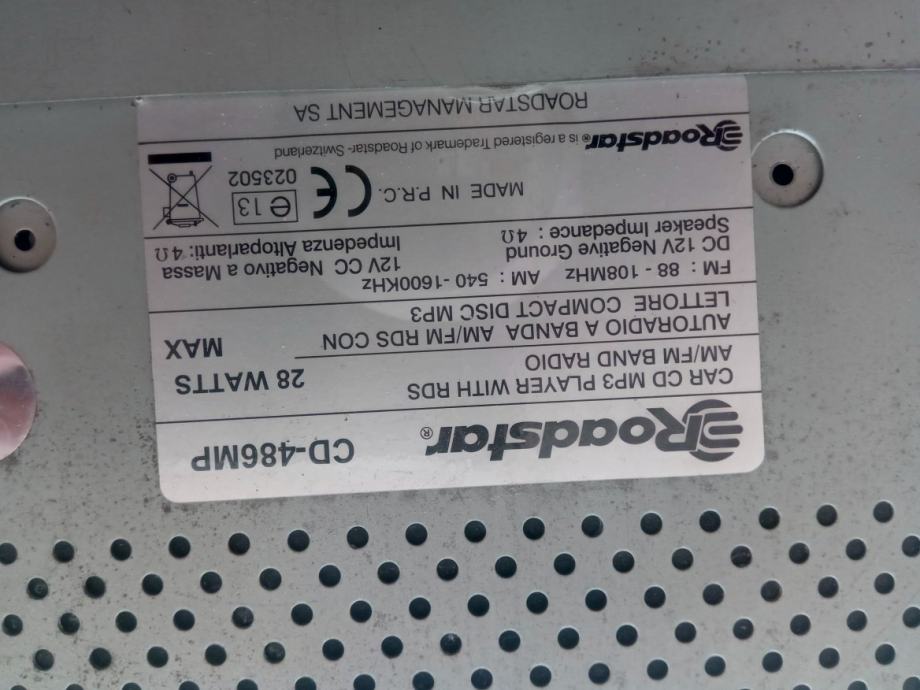 Roadstar® CD-486MP
CAR CD MP3 PLAYER WITH RDS
AM/FM BAND RADIO
28 WATTS
MAX
AUTORADIO A BANDA AM/FM RDS CON
LETTORE COMPACT DISC MP3
FM : 88 - 108MHz AM : 540 -1600KHz
DC 12V Negative Ground
Speaker Impedance : 4Ω
12V CC Negativo a Massa
Impedenza Altoparlanti: 4Ω
MADE IN P.R.C.
CE
e 13
023502
Roadstar® is a registered Trademark of Roadstar- Switzerland
ROADSTAR MANAGEMENT SA